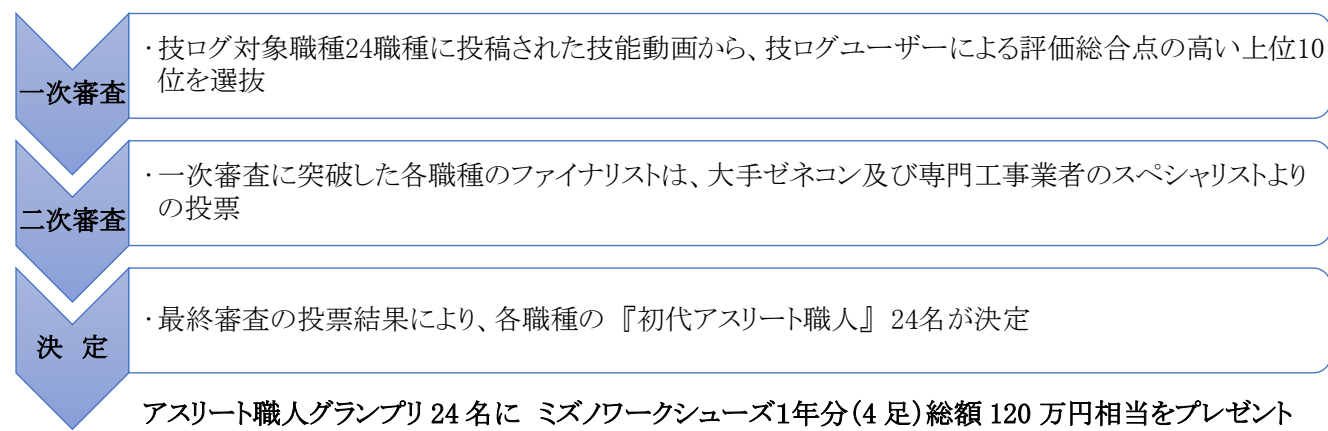 一次審査
・技ログ対象職種24職種に投稿された技能動画から、技ログユーザーによる評価総合点の高い上位10
位を選抜
二次審査
・一次審査に突破した各職種のファイナリストは、大手ゼネコン及び専門工事業者のスペシャリストより
の投票
決 定
・最終審査の投票結果により、各職種の『初代アスリート職人』24名が決定
アスリート職人グランプリ 24 名に ミズノワークシューズ1年分(4 足)総額 120 万円相当をプレゼント